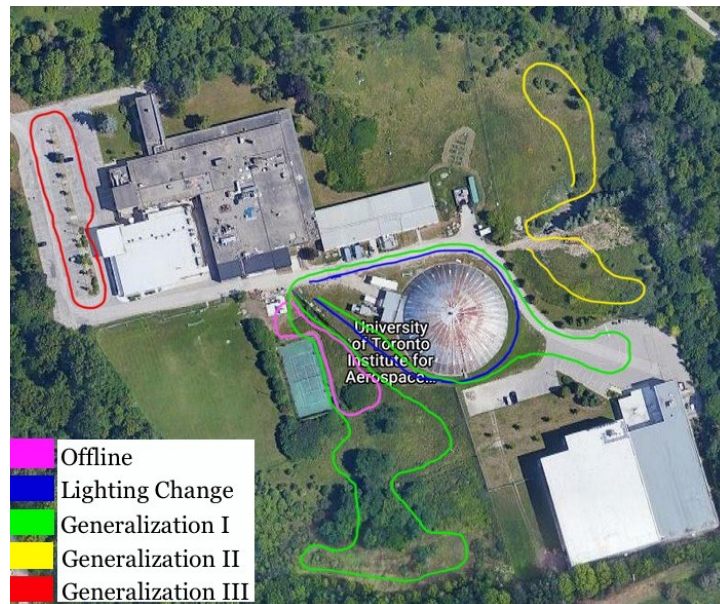 University
of Toronto
Institute for
Aerospace...
Offline
Lighting Change
Generalization I
Generalization II
Generalization III